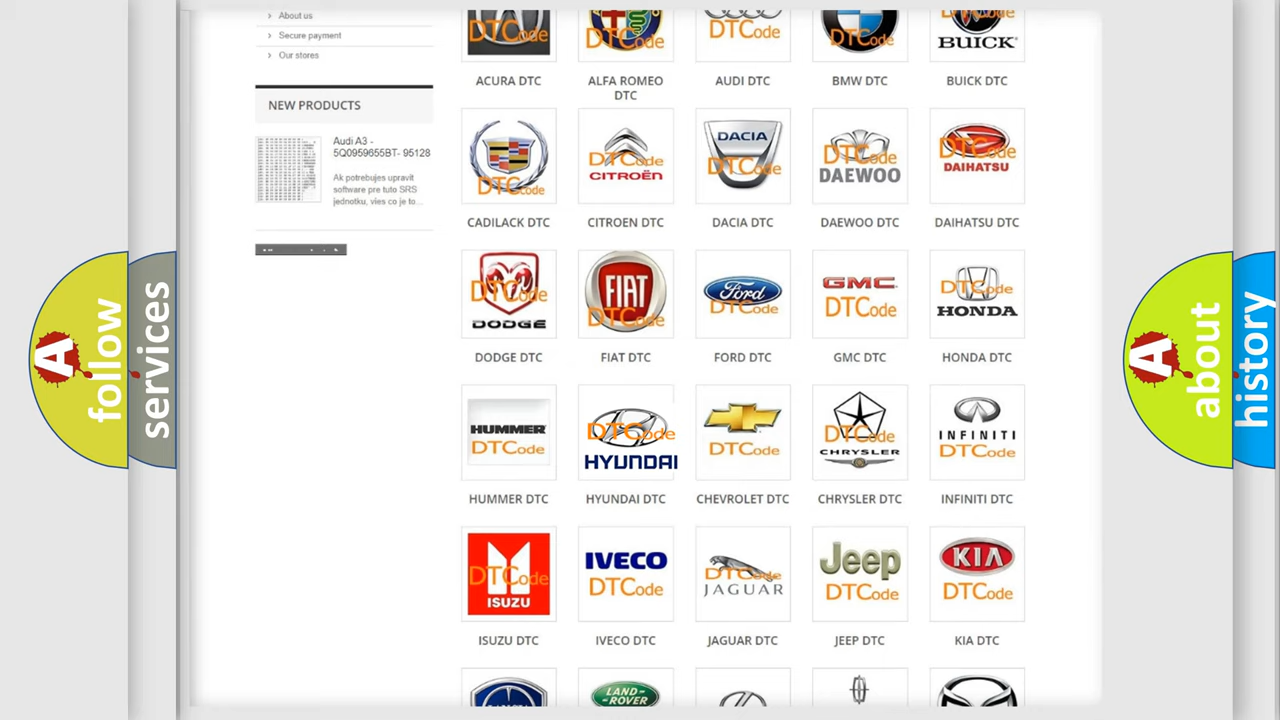 About us
Secure payment
Our stores
NEW PRODUCTS
Audi A3 -
5Q0959655BT- 95128
Ak potrebujes upravit
software pre tuto SRS
jednotku, vies co je to...
DTCode DTCode DTCode DTCode BUICK
ACURA DTC ALFA ROMEO DTC AUDI DTC BMW DTC BUICK DTC
DTCode
DTCode CITROËN
DACIA DTCode
DTCode DAEWOO
DTCode DAIHATSU
CADILACK DTC CITROEN DTC DACIA DTC DAEWOO DTC DAIHATSU DTC
DTCode DODGE
FIAT DTCode
Ford DTCode
GMC DTCode
DTCode HONDA
DODGE DTC FIAT DTC FORD DTC GMC DTC HONDA DTC
HUMMER DTCode
DTCode HYUNDAI
DTCode
DTCode CHRYSLER
INFINITI DTCode
HUMMER DTC HYUNDAI DTC CHEVROLET DTC CHRYSLER DTC INFINITI DTC
DTCode ISUZU
IVECO DTCode
DTCode JAGUAR
Jeep DTCode
KIA DTCode
ISUZU DTC IVECO DTC JAGUAR DTC JEEP DTC KIA DTC
LAND-ROVER
A follow
services
A about
history